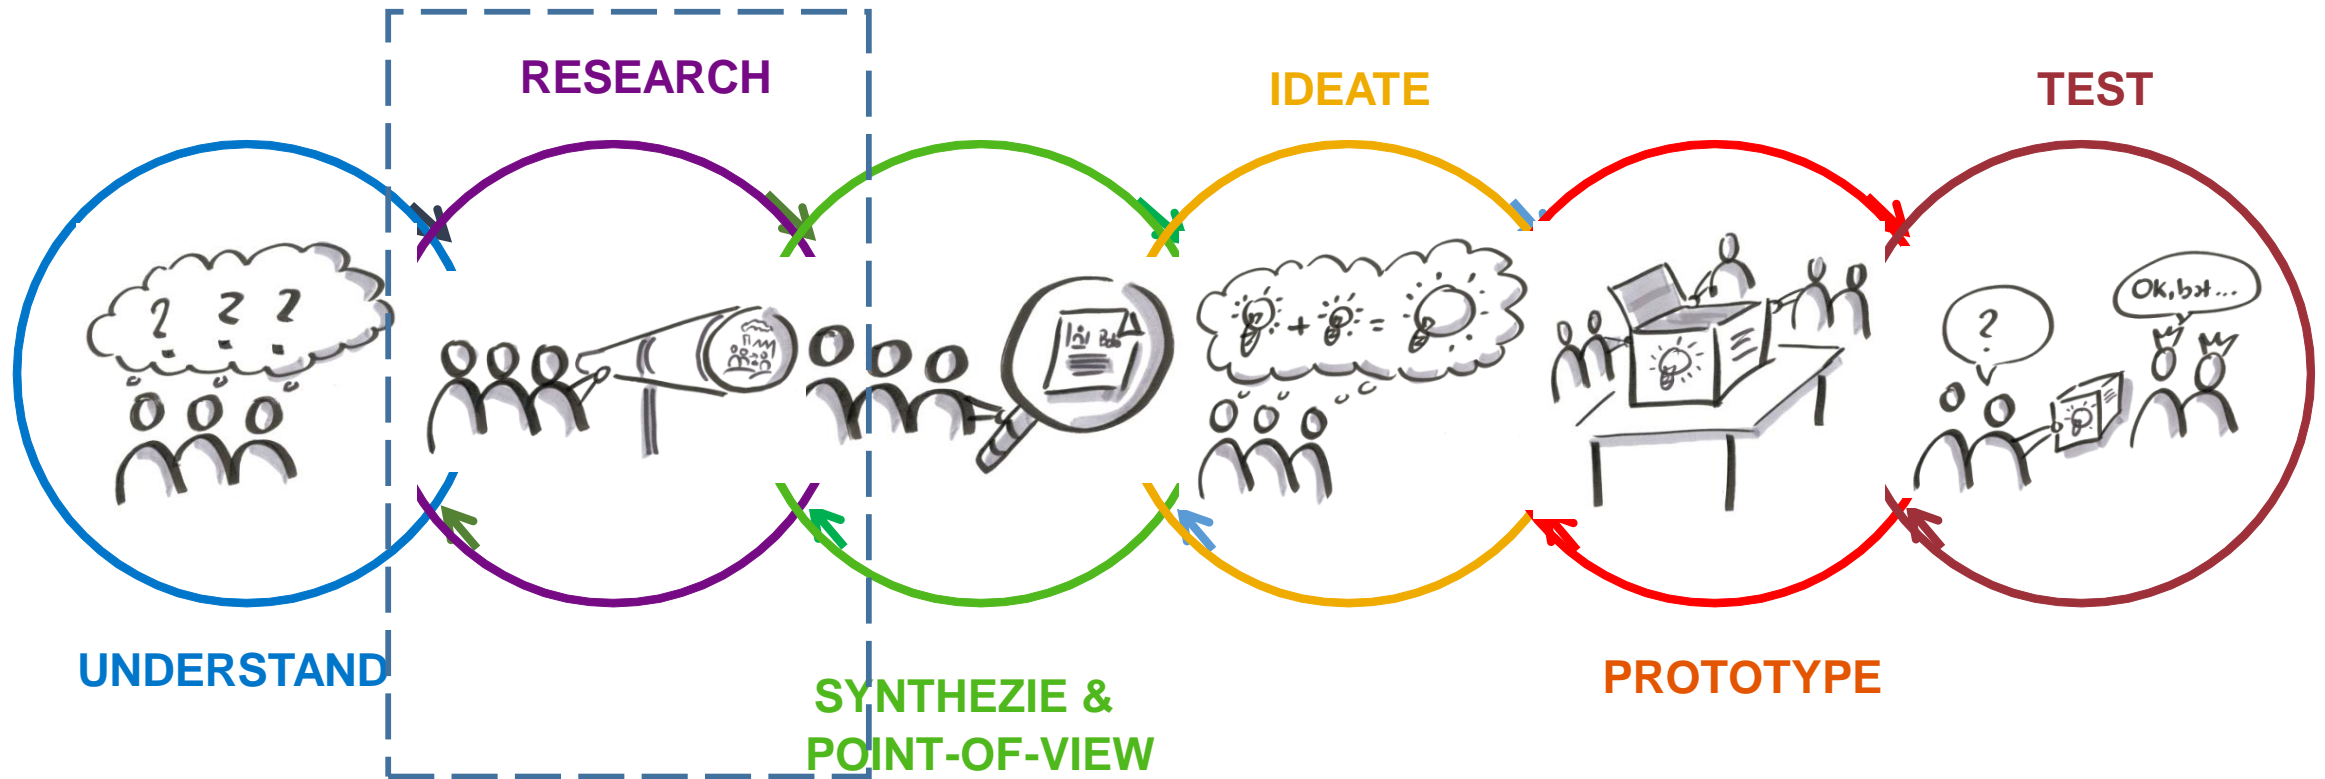 RESEARCH
IDEATE
TEST
? ? ?
Ok, but...
?
+ =
UNDERSTAND
SYNTHEZIE &
POINT-OF-VIEW
PROTOTYPE